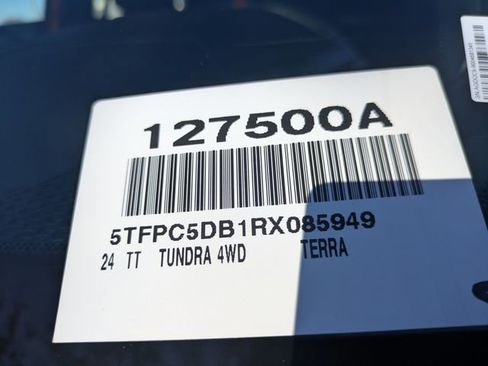 127500A
5TFPC5DB1RX085949
24 TT TUNDRA 4WD TERRA